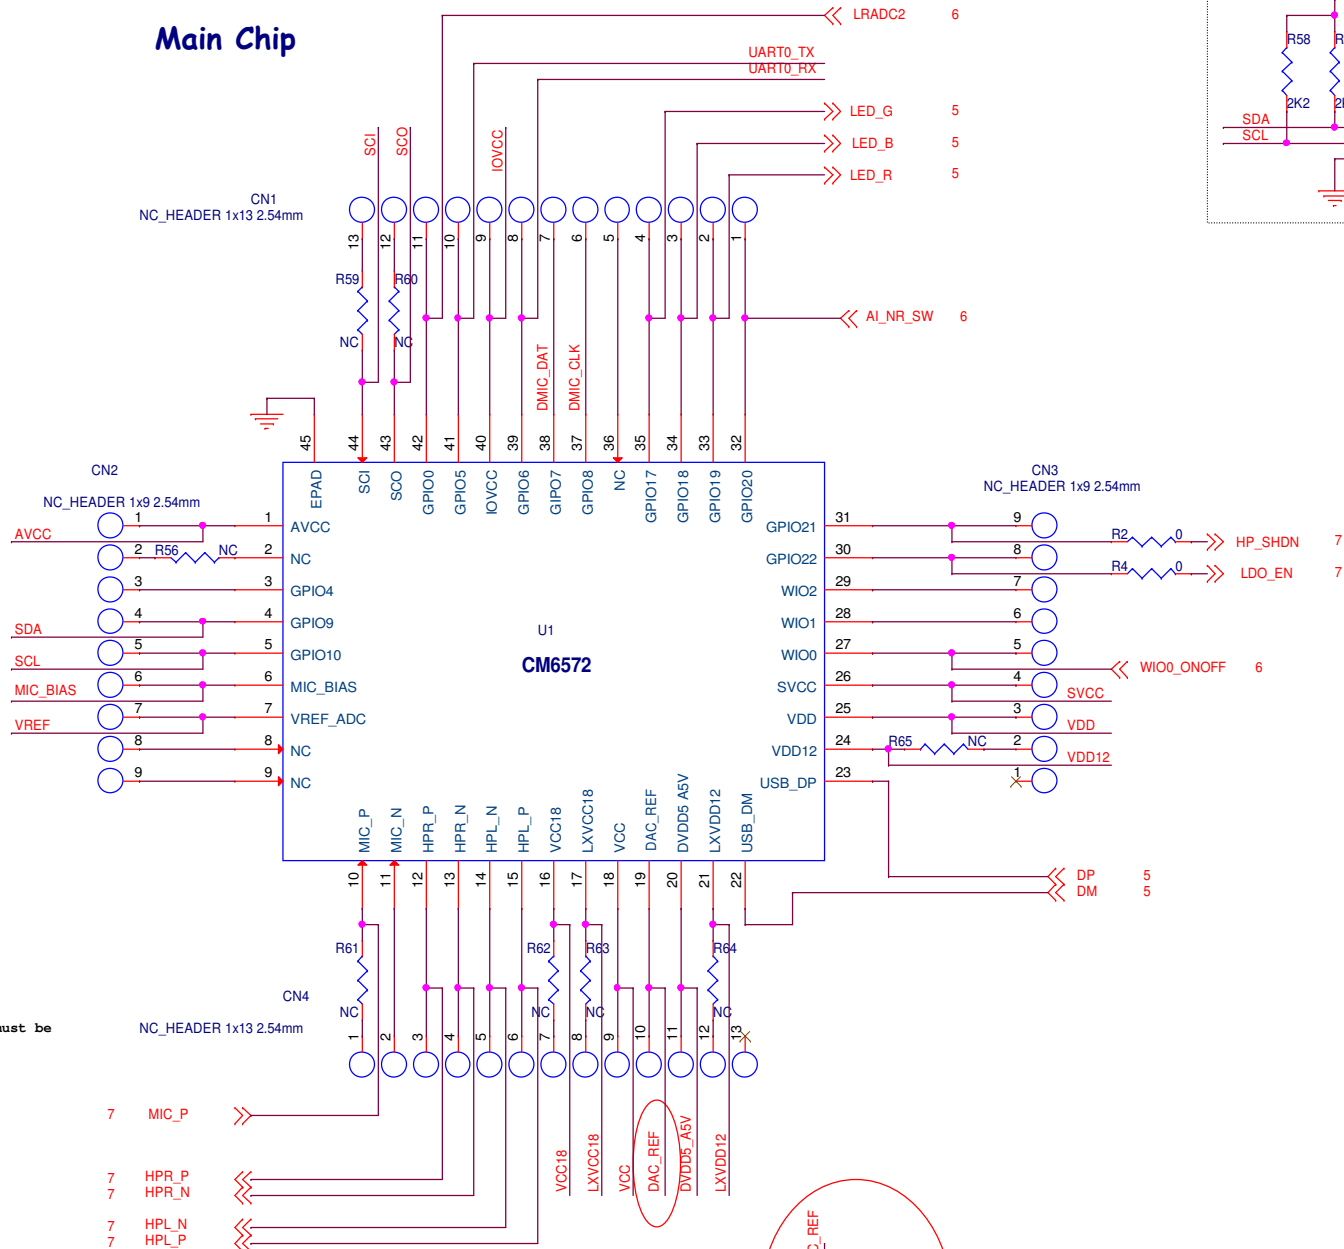 Main Chip
LRADC2 6
UART0_TX
UART0_RX
LED_G 5
LED_B 5
LED_R 5
R58
2K2
SDA
SCL
SCI
SCO
IOVCC
CN1
NC_HEADER 1x13 2.54mm
13 12 11 10 9 8 7 6 5 4 3 2 1
R59
R60
NC
NC
AI_NR_SW 6
DMIC_DAT
DMIC_CLK
45 44 43 42 41 40 39 38 37 36 35 34 33 32
EPAD SCI SCO GPIO0 GPIO5 IOVCC GPIO6 GIPO7 GPIO8 NC GPIO17 GPIO18 GPIO19 GPIO20
CN2
NC_HEADER 1x9 2.54mm
AVCC
1 1 AVCC
2 R56 NC 2 NC
3 3 GPIO4
4 4 GPIO9
SDA
5 5 GPIO10
SCL
6 6 MIC_BIAS
MIC_BIAS
7 7 VREF_ADC
VREF
8 8 NC
9 9 NC
U1
CM6572
CN3
NC_HEADER 1x9 2.54mm
GPIO21 31 9
R2 0 HP_SHDN 7
GPIO22 30 8
R4 0 LDO_EN 7
WIO2 29 7
WIO1 28 6
WIO0 27 5
WIO0_ONOFF 6
SVCC 26 4
SVCC
VDD 25 3
VDD
VDD12 24 R65 NC 2
VDD12
USB_DP 23 1
MIC_P MIC_N HPR_P HPR_N HPL_N HPL_P VCC18 LXVCC18 VCC DAC_REF DVDD5 A5V LXVDD12 USB_DM
10 11 12 13 14 15 16 17 18 19 20 21 22
DP 5
DM 5
R61
R62
R63
R64
CN4
NC
NC
NC
NC
NC_HEADER 1x13 2.54mm
must be
1 2 3 4 5 6 7 8 9 10 11 12 13
7 MIC_P
7 HPR_P
7 HPR_N
7 HPL_N
7 HPL_P
VCC18
LXVCC18
VCC
DAC_REF
DVDD5_A5V
LXVDD12